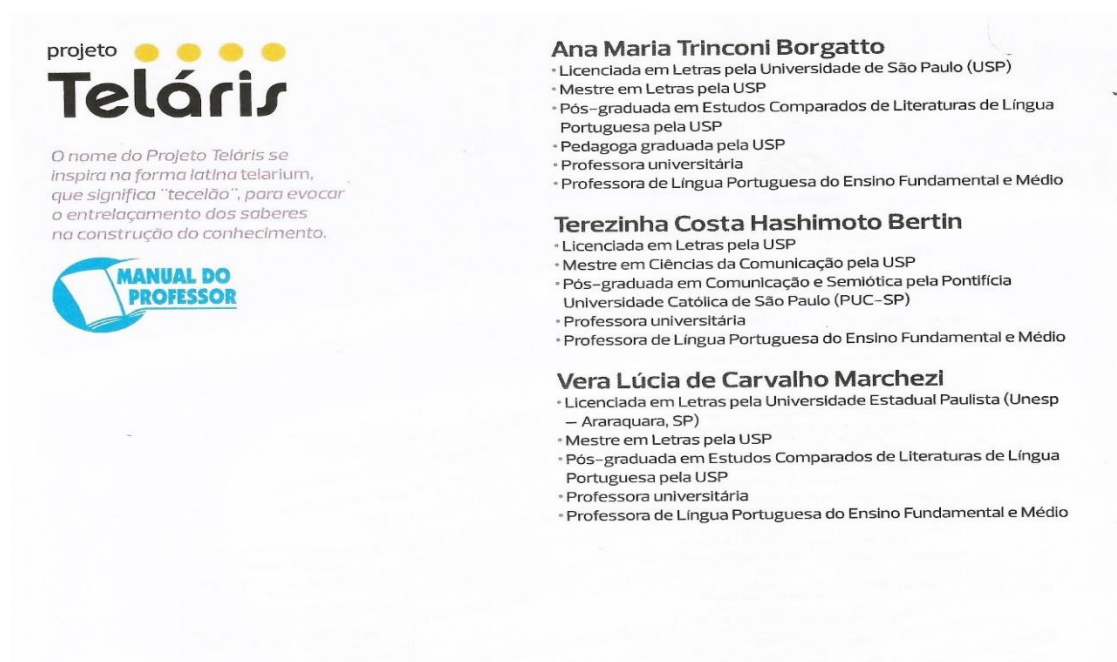 projeto
Teláris
O nome do Projeto Teláris se
inspira na forma latina telarium,
que significa "tecelão", para evocar
o entrelaçamento dos saberes
na construção do conhecimento.
MANUAL DO
PROFESSOR
Ana Maria Trinconi Borgatto
• Licenciada em Letras pela Universidade de São Paulo (USP)
• Mestre em Letras pela USP
• Pós-graduada em Estudos Comparados de Literaturas de Língua
Portuguesa pela USP
• Pedagoga graduada pela USP
• Professora universitária
• Professora de Língua Portuguesa do Ensino Fundamental e Médio
Terezinha Costa Hashimoto Bertin
• Licenciada em Letras pela USP
• Mestre em Ciências da Comunicação pela USP
• Pós-graduada em Comunicação e Semiótica pela Pontifícia
Universidade Católica de São Paulo (PUC-SP)
• Professora universitária
• Professora de Língua Portuguesa do Ensino Fundamental e Médio
Vera Lúcia de Carvalho Marchezi
• Licenciada em Letras pela Universidade Estadual Paulista (Unesp
– Araraquara, SP)
• Mestre em Letras pela USP
• Pós-graduada em Estudos Comparados de Literaturas de Língua
Portuguesa pela USP
• Professora universitária
• Professora de Língua Portuguesa do Ensino Fundamental e Médio